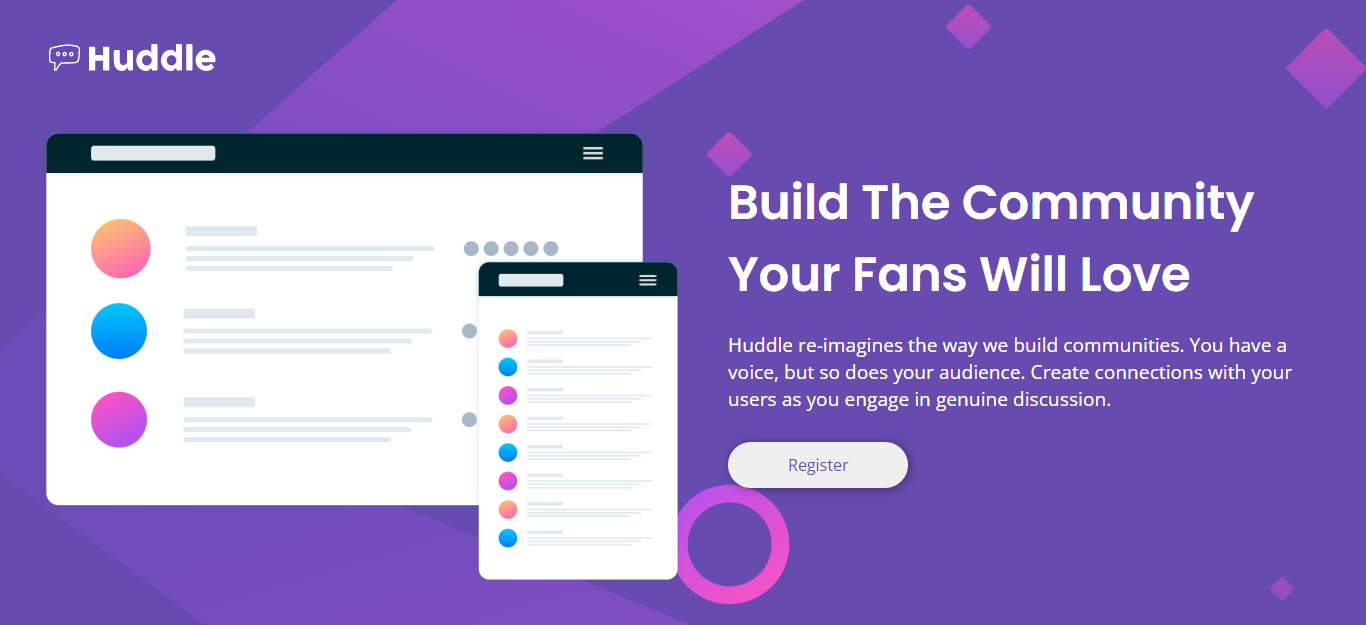 Huddle
Build The Community
Your Fans Will Love
Huddle re-imagines the way we build communities. You have a
voice, but so does your audience. Create connections with your
users as you engage in genuine discussion.
Register